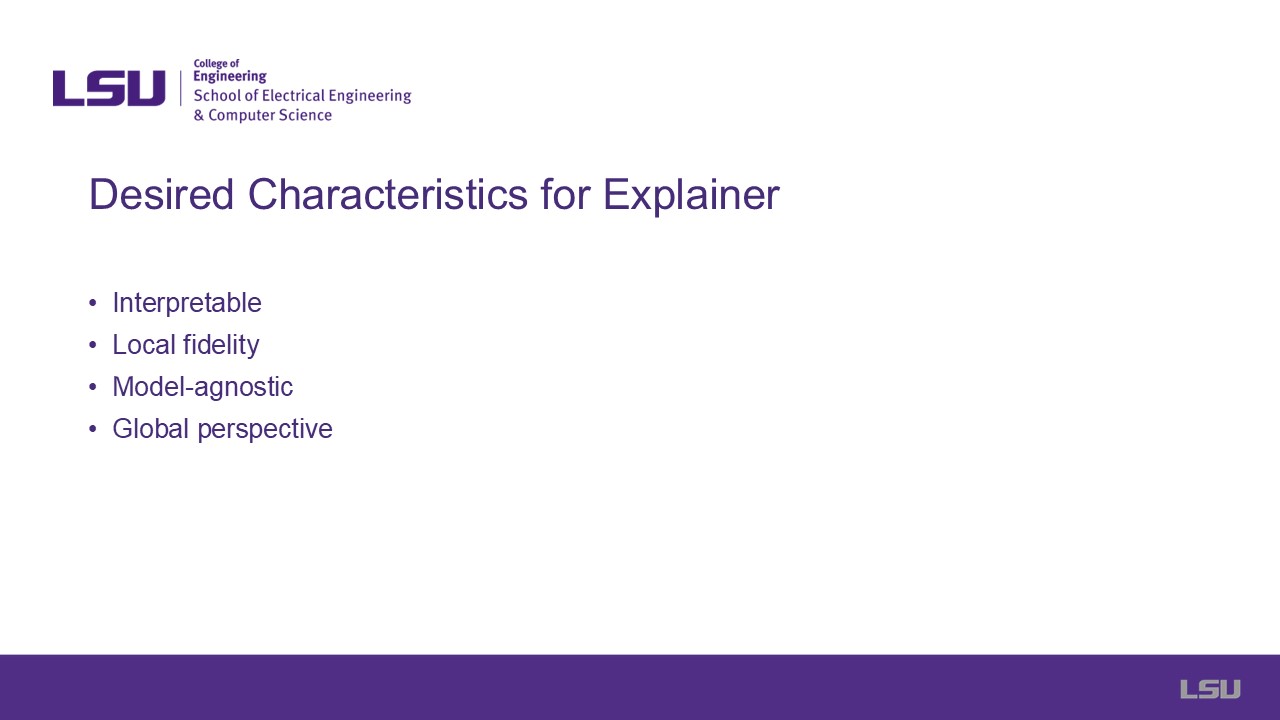 LSU
College of
Engineering
School of Electrical Engineering
& Computer Science
Desired Characteristics for Explainer
• Interpretable
• Local fidelity
• Model-agnostic
• Global perspective
LSU